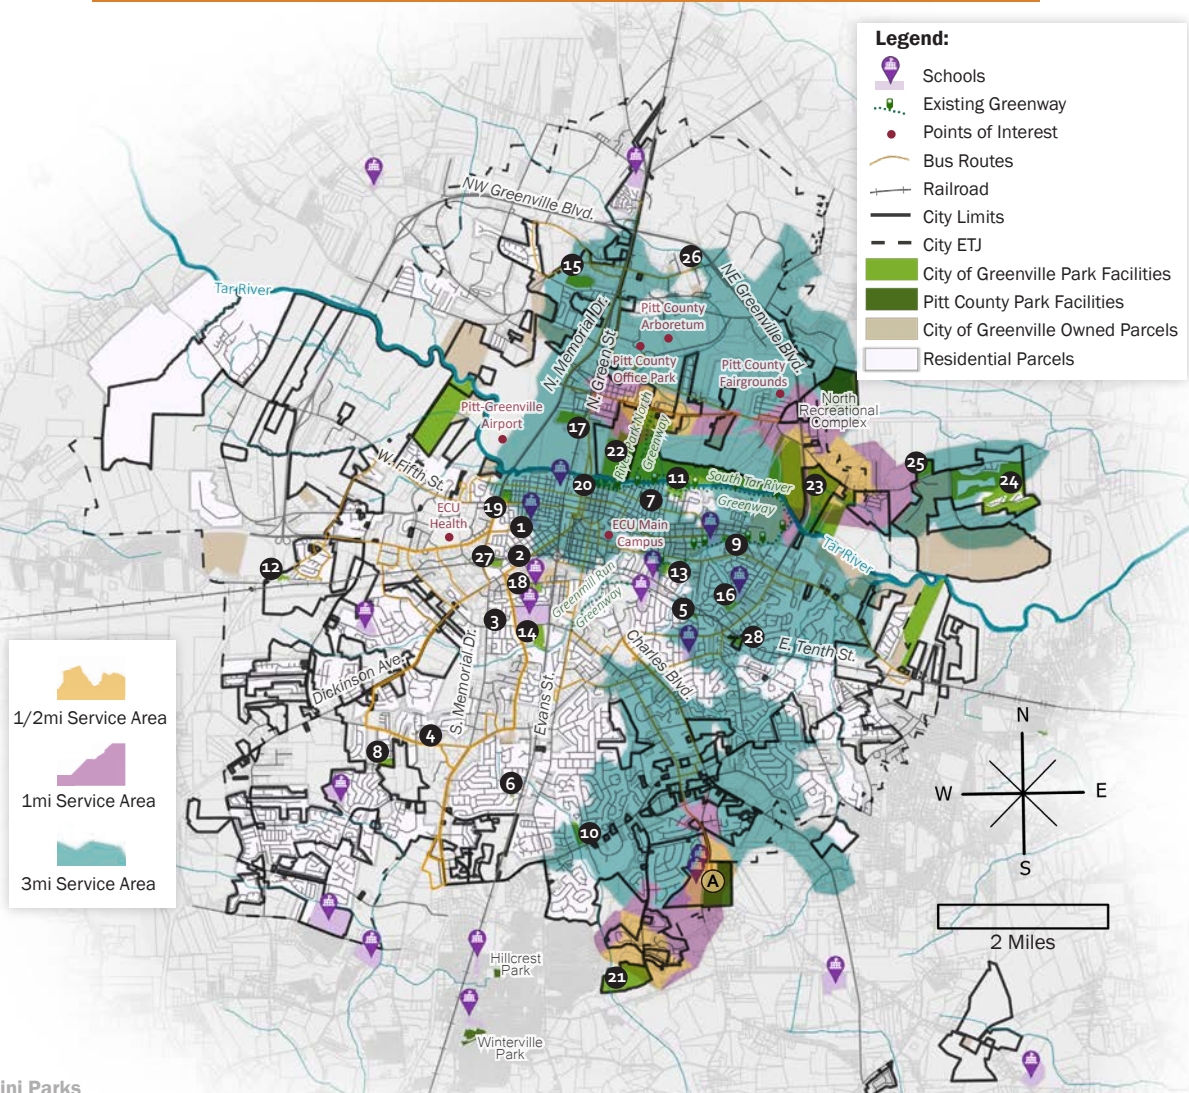 Legend:
Schools
Existing Greenway
Points of Interest
Bus Routes
Railroad
City Limits
City ETJ
City of Greenville Park Facilities
Pitt County Park Facilities
City of Greenville Owned Parcels
Residential Parcels
NW Greenville Blvd.
15
26
NE Greenville Blvd.
Tar River
N. Memorial Dr.
N. Green St.
Pitt County
Arboretum
Pitt County
Office Park
Pitt County
Fairgrounds
North
Recreational
Complex
Pitt-Greenville
Airport
17
22
River Park North
Greenway
W. Fifth St.
25
24
23
20
11
7
South Tar River
Greenway
19
ECU
Health
1
ECU Main
Campus
9
Tar River
27
2
12
18
13
16
Greenmill Run
Greenway
5
3
14
28
E. Tenth St.
Charles Blvd.
Dickinson Ave.
S. Memorial Dr.
Evans St.
4
8
6
10
A
21
Hillcrest
Park
Winterville
Park
1/2mi Service Area
1mi Service Area
3mi Service Area
N
W
E
S
2 Miles
ini Parks